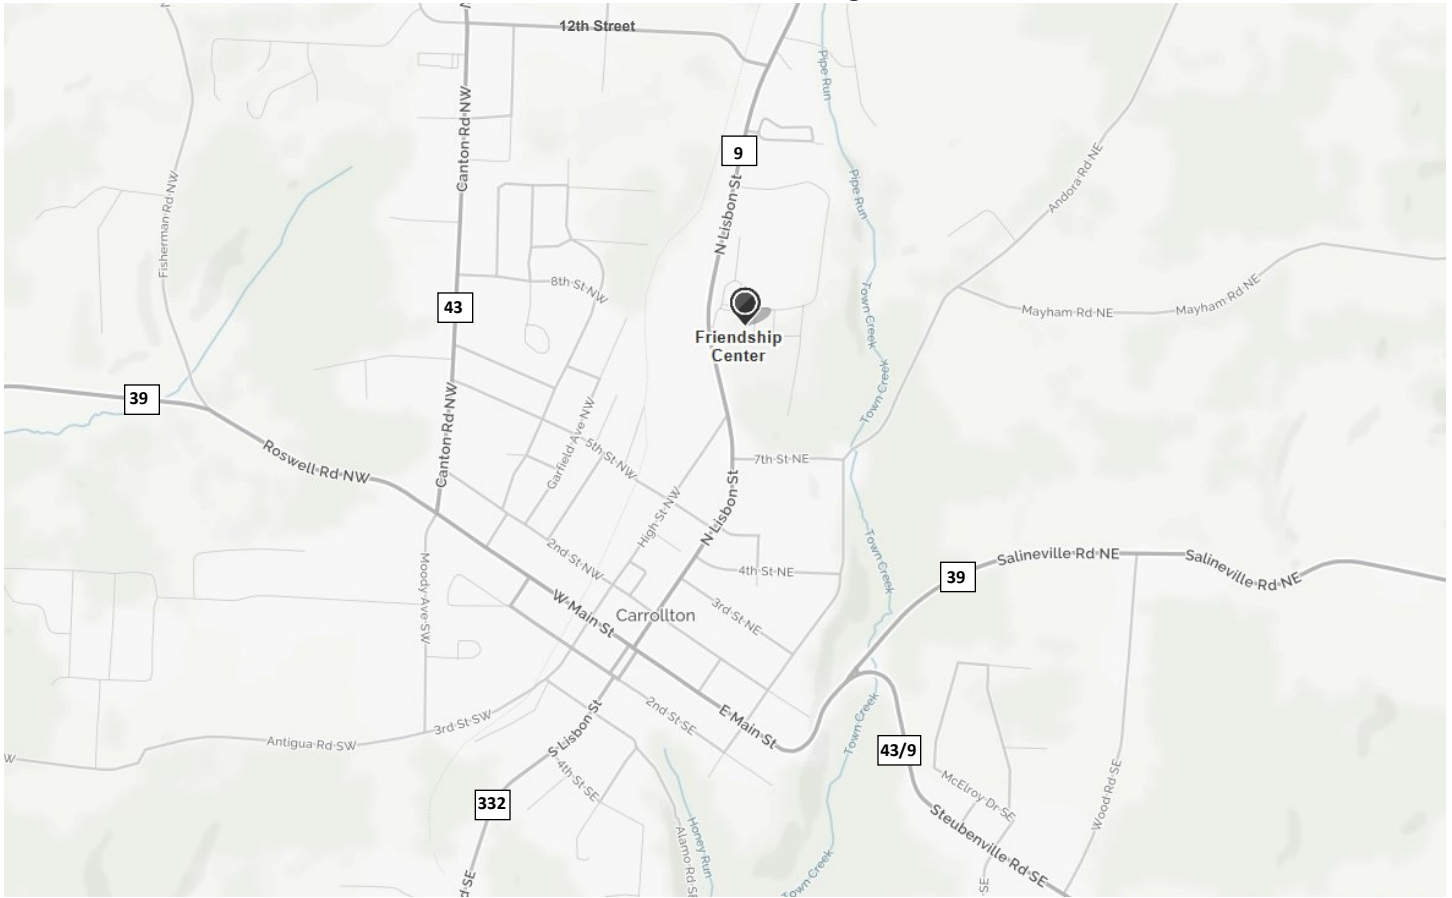 12th Street
Pipe Run
Canton Rd NW
9
Andora Rd NE
Pipe Run
Fisherman Rd NW
N Lisbon St
8th St NW
Mayham Rd NE
Mayham Rd NE
43
Town Creek
Friendship
Center
39
Town Creek
Canton Rd NW
Garfield Ave NW
5th St NW
Roswell Rd NW
7th St NE
High St NW
N Lisbon St
Town Creek
2nd St NW
4th St NE
Salineville Rd NE
Salineville Rd NE
39
Moody Ave SW
W Main St
Carrollton
3rd St NE
3rd St SW
2nd St SE
E Main St
Town Creek
Antigua Rd SW
S Lisbon St
43/9
W
4th St SE
McElroy Dr SE
Wood Rd SE
332
Steubenville Rd SE
Honey Run
Alamo Rd SE
Town Creek
d SE
SE